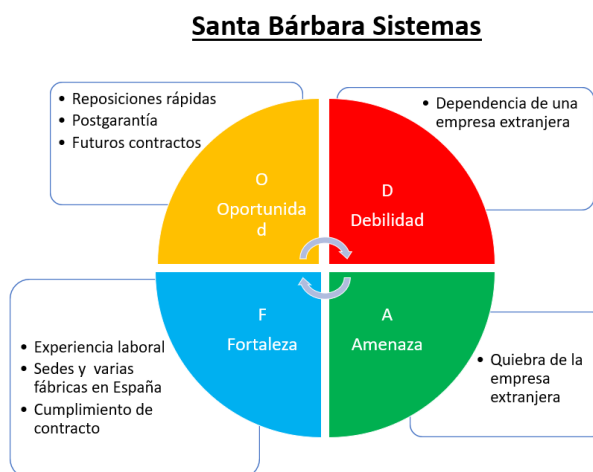 Santa Bárbara Sistemas
• Reposiciones rápidas
• Postgarantía
• Futuros contractos
• Dependencia de una
empresa extranjera
O
Oportunida
d
D
Debilidad
F
Fortaleza
A
Amenaza
• Experiencia laboral
• Sedes y varias
fábricas en España
• Cumplimiento de
contracto
• Quiebra de la
empresa
extranjera